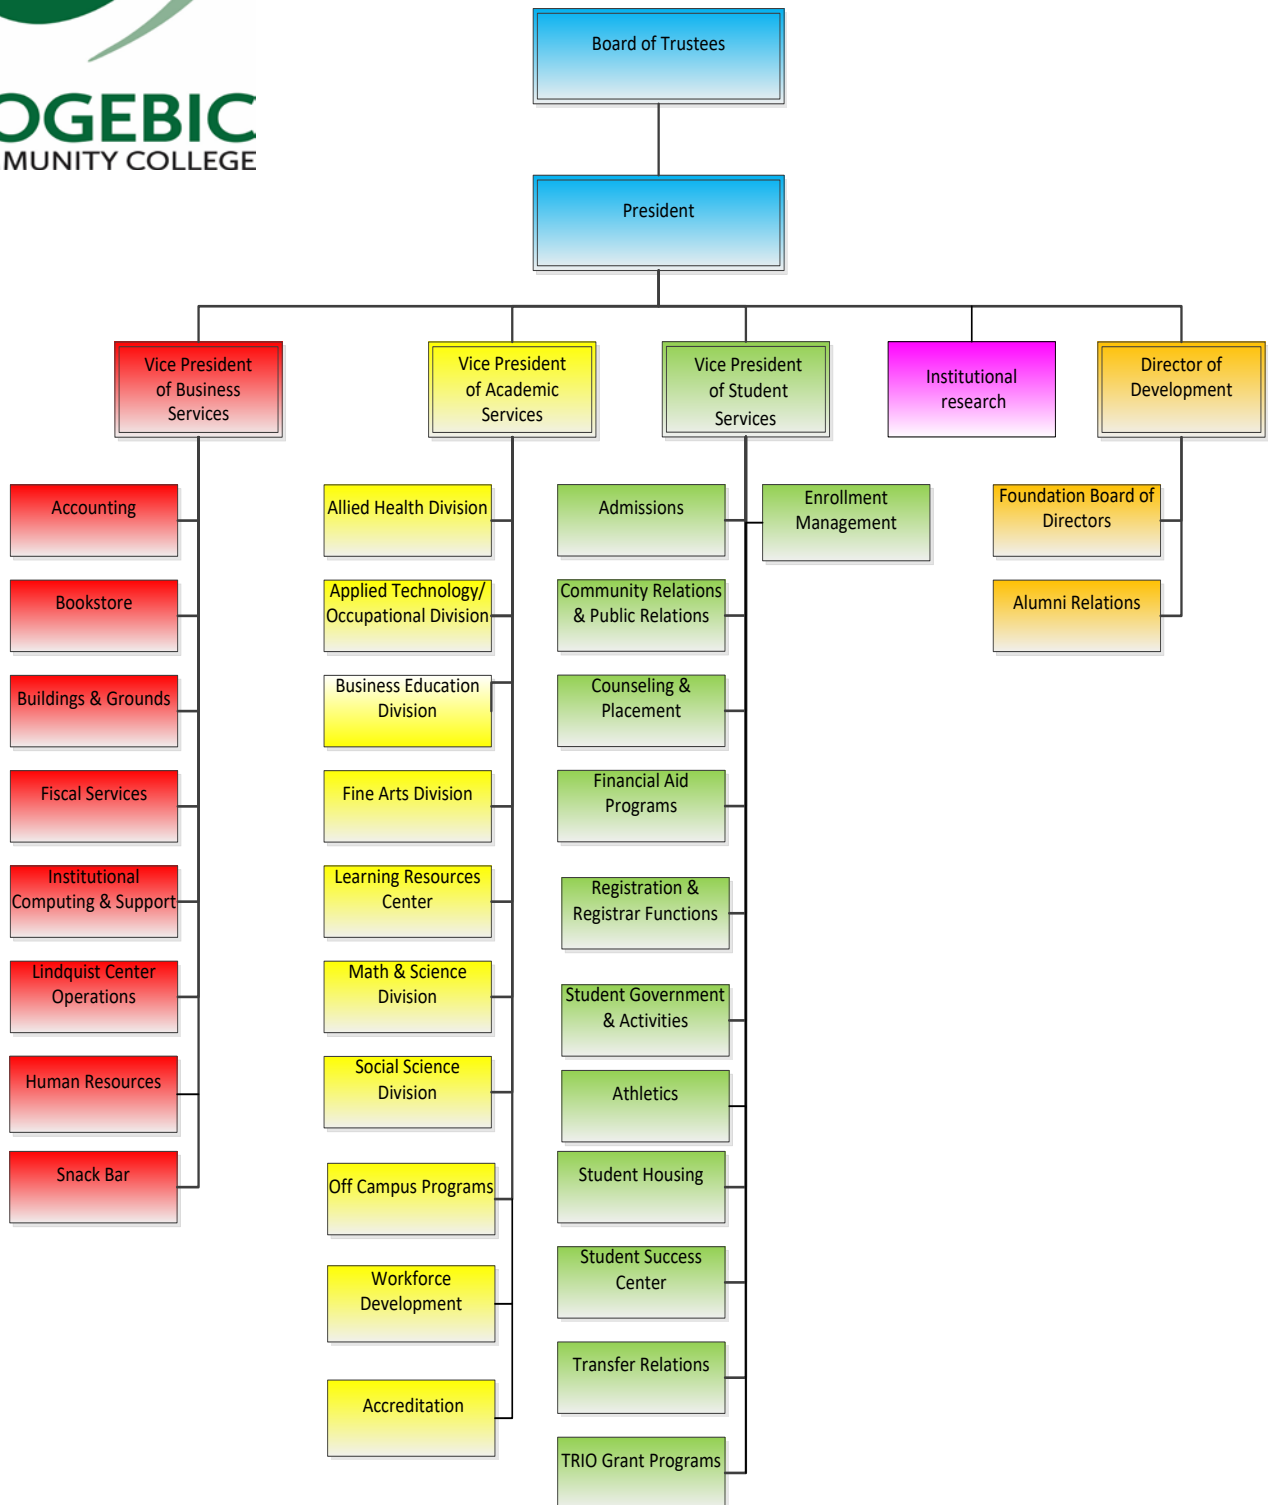 OGEBIC
MUNITY COLLEGE
Board of Trustees
President
Vice President
of Business
Services
Vice President
of Academic
Services
Vice President
of Student
Services
Institutional
research
Director of
Development
Accounting
Bookstore
Buildings & Grounds
Fiscal Services
Institutional
Computing & Support
Lindquist Center
Operations
Human Resources
Snack Bar
Allied Health Division
Applied Technology/
Occupational Division
Business Education
Division
Fine Arts Division
Learning Resources
Center
Math & Science
Division
Social Science
Division
Off Campus Programs
Workforce
Development
Accreditation
Admissions
Enrollment
Management
Community Relations
& Public Relations
Counseling &
Placement
Financial Aid
Programs
Registration &
Registrar Functions
Student Government
& Activities
Athletics
Student Housing
Student Success
Center
Transfer Relations
TRIO Grant Programs
Foundation Board of
Directors
Alumni Relations